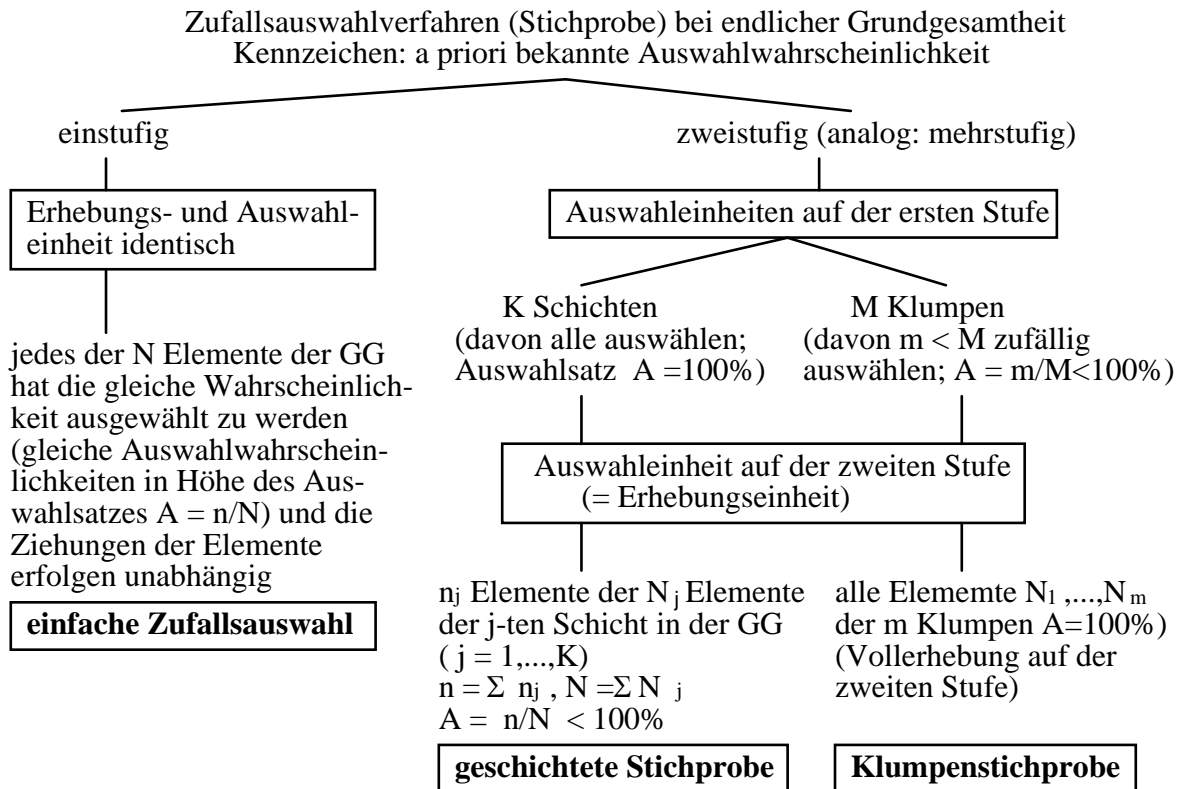 Zufallsauswahlverfahren (Stichprobe) bei endlicher Grundgesamtheit
Kennzeichen: a priori bekannte Auswahlwahrscheinlichkeit
einstufig
zweistufig (analog: mehrstufig)
Erhebungs- und Auswahl-
einheit identisch
Auswahleinheiten auf der ersten Stufe
jedes der N Elemente der GG
hat die gleiche Wahrscheinlich-
keit ausgewählt zu werden
(gleiche Auswahlwahrschein-
lichkeiten in Höhe des Aus-
wahlsatzes A = n/N) und die
Ziehungen der Elemente
erfolgen unabhängig
einfache Zufallsauswahl
K Schichten
(davon alle auswählen;
Auswahlsatz A =100%)
M Klumpen
(davon m < M zufällig
auswählen; A = m/M<100%)
Auswahleinheit auf der zweiten Stufe
(= Erhebungseinheit)
nj Elemente der Nj Elemente
der j-ten Schicht in der GG
( j = 1,...,K)
n = Σ nj , N =Σ N j
A = n/N < 100%
geschichtete Stichprobe
alle Elememte N1 ,...,Nm
der m Klumpen A=100%)
(Vollerhebung auf der
zweiten Stufe)
Klumpenstichprobe